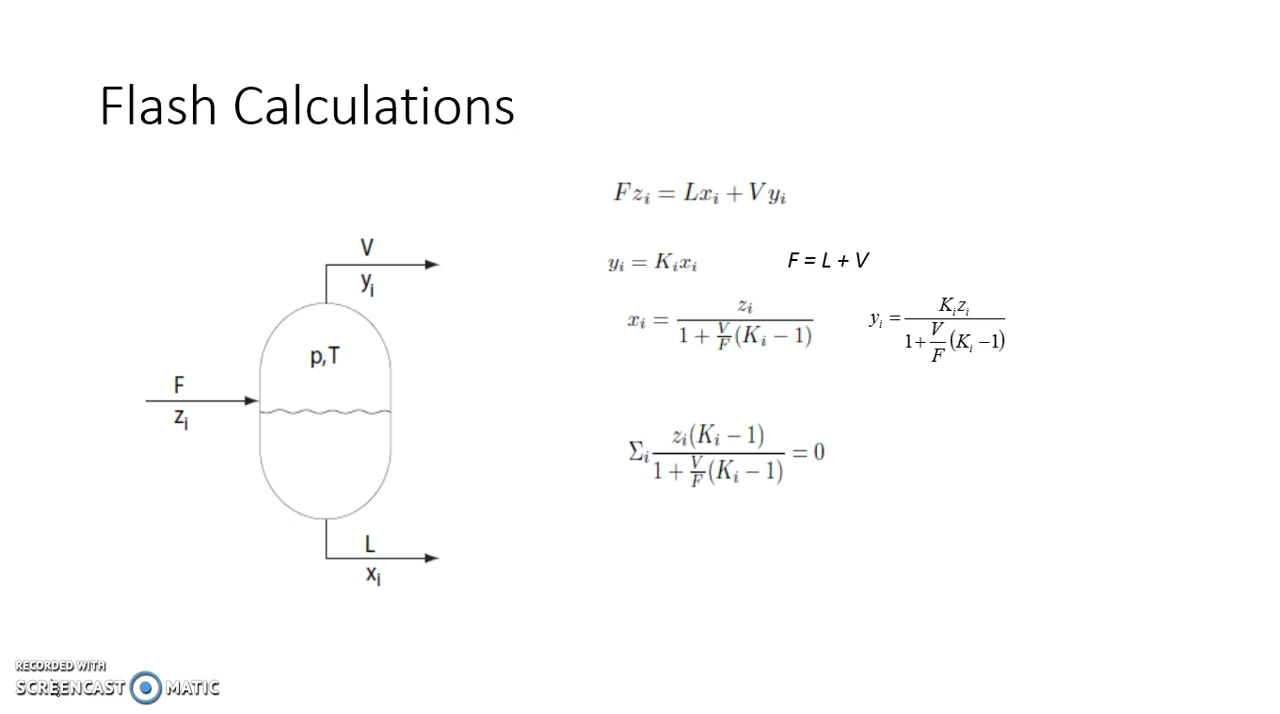 Flash Calculations
Fzᵢ = Lxᵢ + Vyᵢ
yᵢ = Kᵢxᵢ
F = L + V
xᵢ = zᵢ / (1 + V/F (Kᵢ − 1))
yᵢ = Kᵢzᵢ / (1 + V/F (Kᵢ − 1))
Σᵢ zᵢ(Kᵢ − 1) / (1 + V/F (Kᵢ − 1)) = 0
V
yᵢ
p,T
F
zᵢ
L
xᵢ
RECORDED WITH
SCREENCAST MATIC